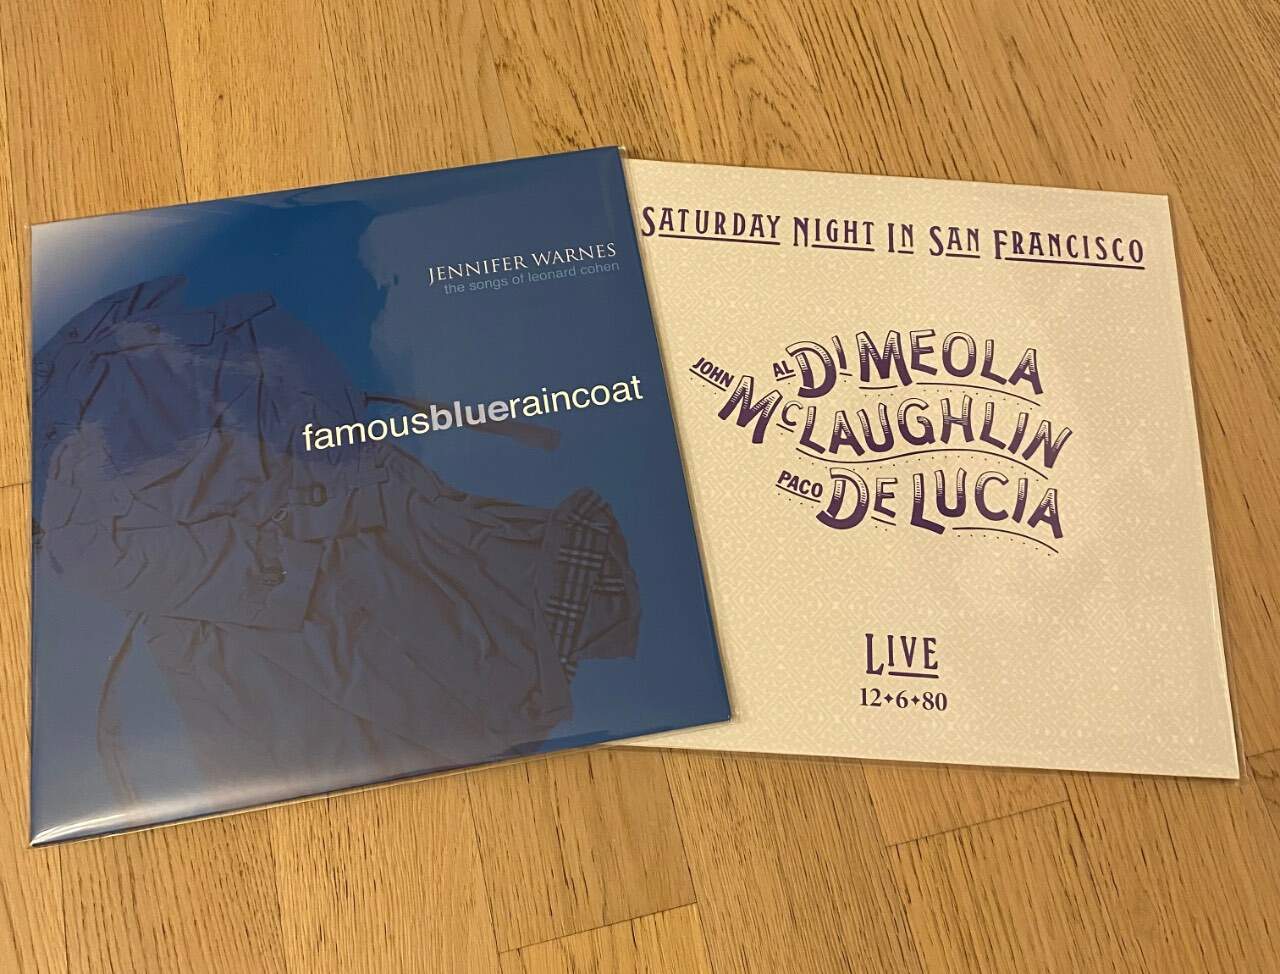 JENNIFER WARNES
the songs of leonard cohen
famousblueraincoat
SATURDAY NIGHT IN SAN FRANCISCO
AL DI MEOLA
JOHN MCLAUGHLIN
PACO DE LUCIA
LIVE
12✦6✦80